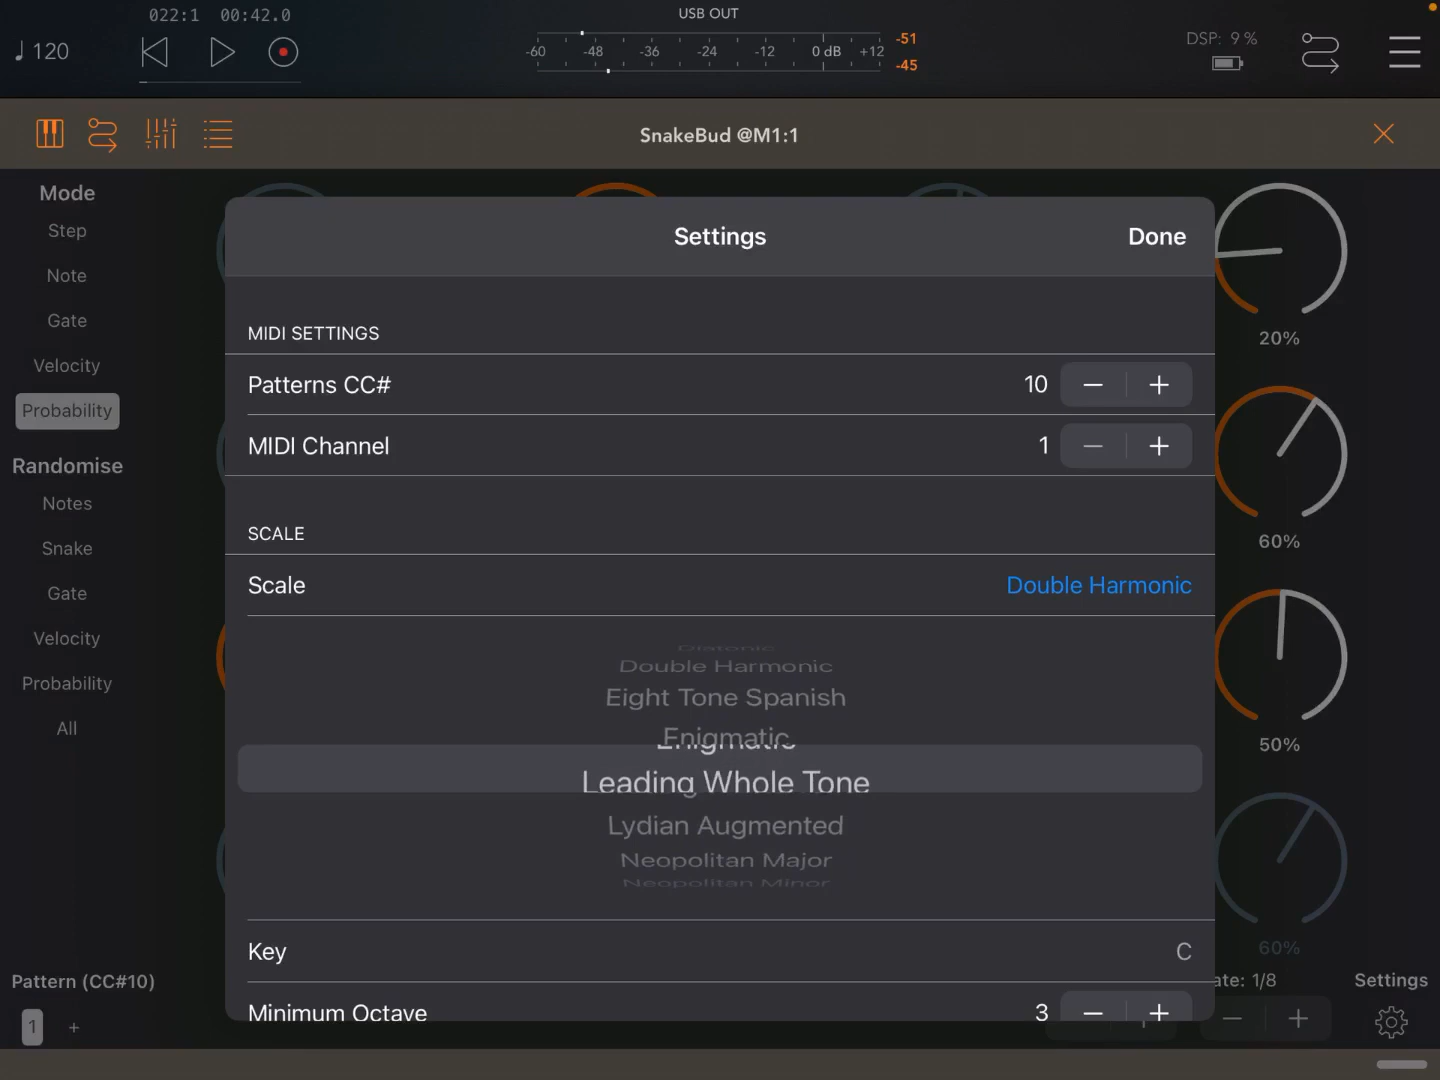 022:1 00:42.0
♩120
USB OUT
-60 -48 -36 -24 -12 0 dB +12
-51
-45
DSP: 9 %
SnakeBud @M1:1
Mode
Step
Note
Gate
Velocity
Probability
Randomise
Notes
Snake
Gate
Velocity
Probability
All
Pattern (CC#10)
1 +
Settings
Done
MIDI SETTINGS
Patterns CC# 10 − +
MIDI Channel 1 − +
SCALE
Scale Double Harmonic
Diatonic
Double Harmonic
Eight Tone Spanish
Enigmatic
Leading Whole Tone
Lydian Augmented
Neopolitan Major
Neopolitan Minor
Key C
Minimum Octave 3 − +
20%
60%
50%
60%
ate: 1/8
− +
Settings